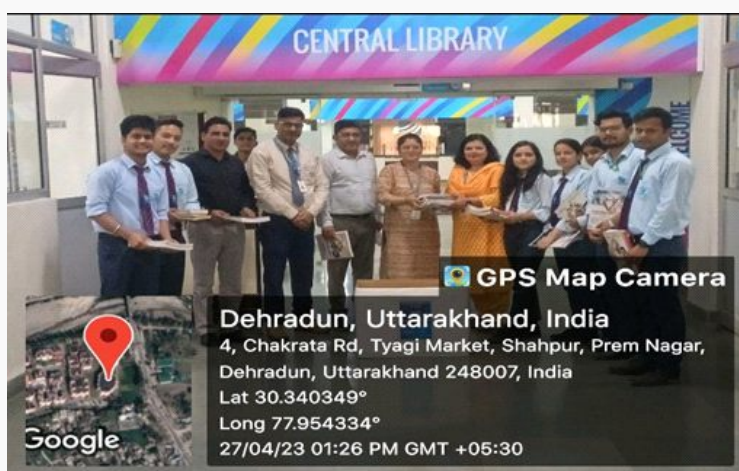 CENTRAL LIBRARY
WELCOME
GPS Map Camera
Dehradun, Uttarakhand, India
4, Chakrata Rd, Tyagi Market, Shahpur, Prem Nagar,
Dehradun, Uttarakhand 248007, India
Lat 30.340349°
Long 77.954334°
27/04/23 01:26 PM GMT +05:30
Google